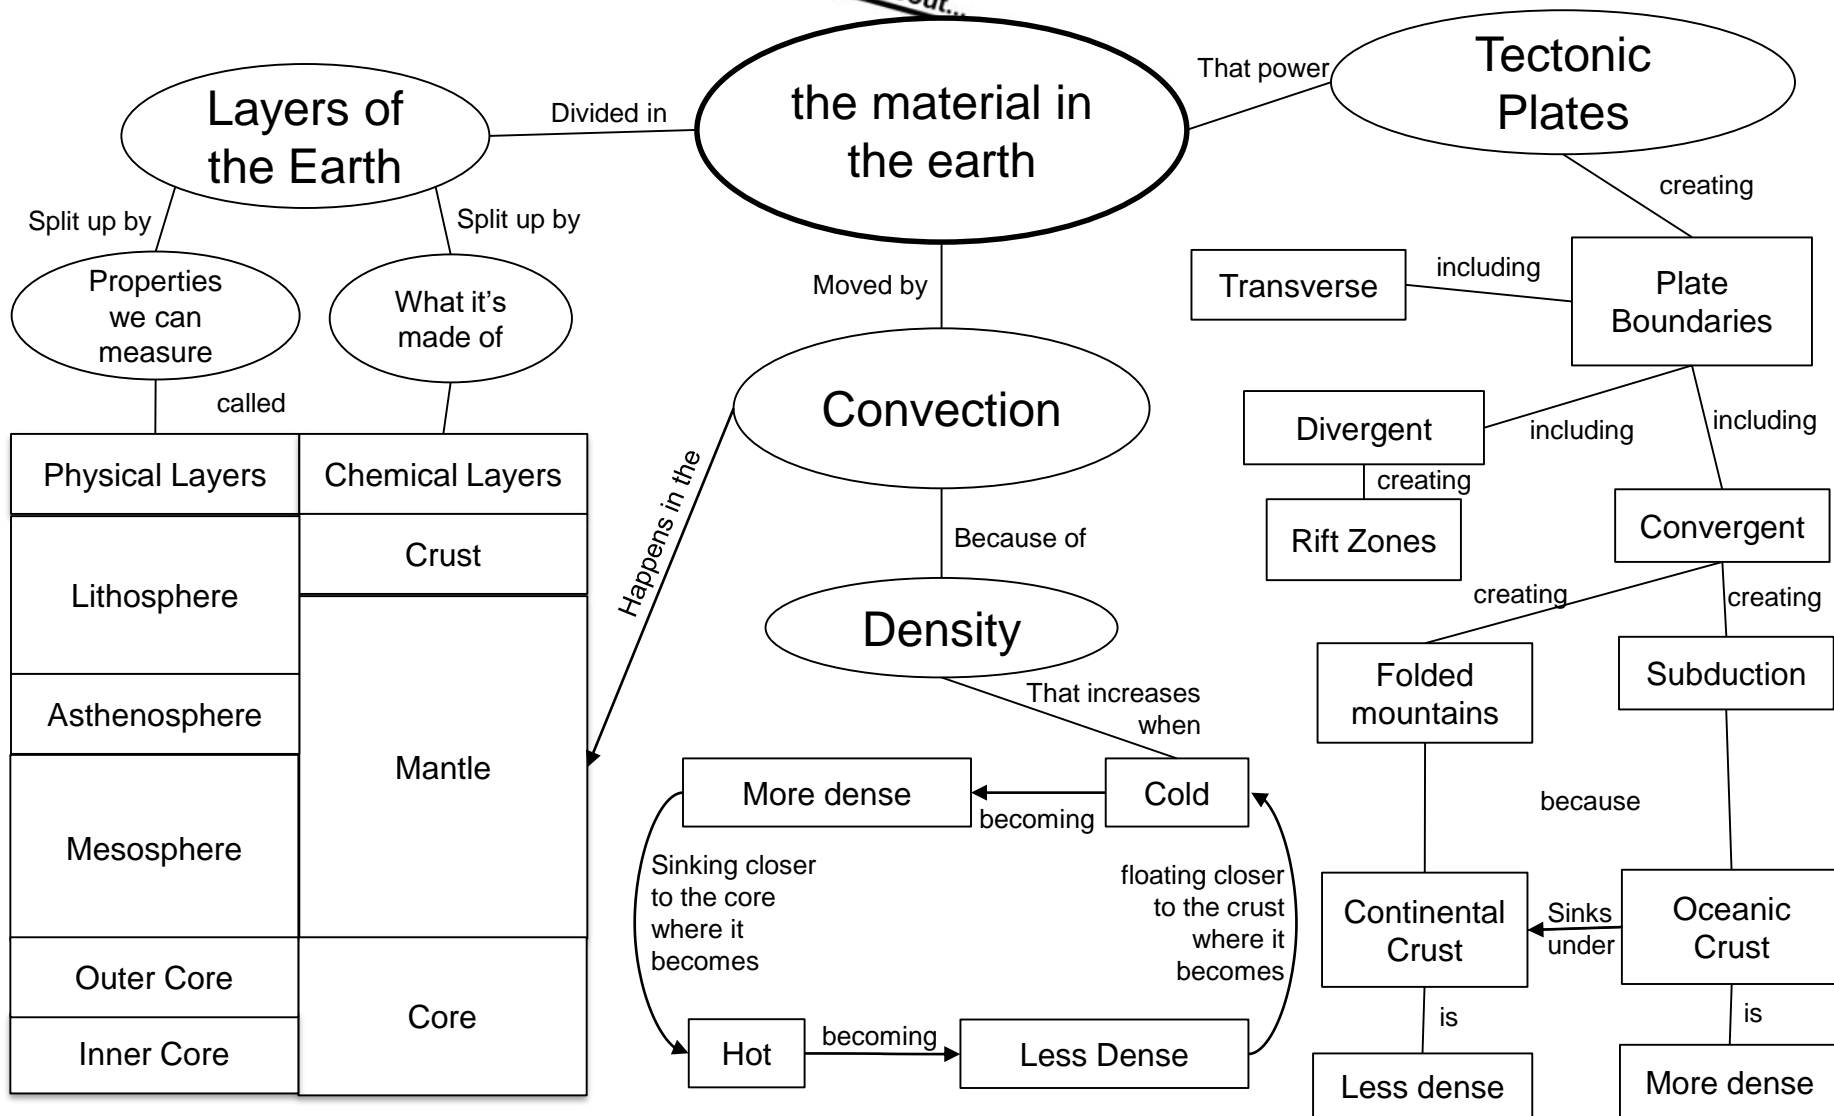 the material in
the earth
Divided in
Layers of
the Earth
Split up by
Split up by
Properties
we can
measure
What it's
made of
called
Physical Layers
Chemical Layers
Lithosphere
Asthenosphere
Mesosphere
Outer Core
Inner Core
Crust
Mantle
Core
Moved by
Convection
Happens in the
Because of
Density
That increases
when
Cold
becoming
More dense
Sinking closer
to the core
where it
becomes
Hot
becoming
Less Dense
floating closer
to the crust
where it
becomes
That power
Tectonic
Plates
creating
Plate
Boundaries
including
Transverse
including
Divergent
creating
Rift Zones
including
Convergent
creating
Folded
mountains
creating
Subduction
because
Continental
Crust
Sinks
under
Oceanic
Crust
is
Less dense
is
More dense